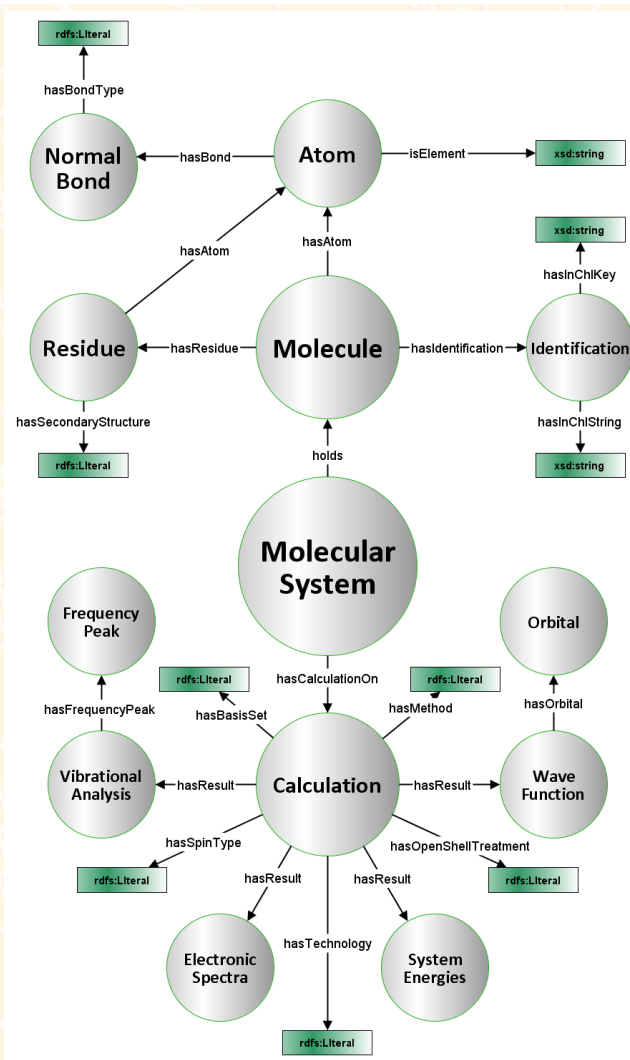 rdfs:LIteral
hasBondType
Normal
Bond
hasBond
Atom
isElement
xsd:string
hasAtom
hasAtom
xsd:string
hasInChIKey
Residue
hasResidue
Molecule
hasIdentification
Identification
hasSecondaryStructure
hasInChIString
rdfs:LIteral
xsd:string
holds
Molecular
System
Frequency
Peak
Orbital
rdfs:LIteral
hasCalculationOn
rdfs:LIteral
hasFrequencyPeak
hasBasisSet
hasMethod
hasOrbital
Vibrational
Analysis
hasResult
Calculation
hasResult
Wave
Function
hasSpinType
hasOpenShellTreatment
rdfs:LIteral
hasResult
hasResult
rdfs:LIteral
hasTechnology
Electronic
Spectra
System
Energies
rdfs:LIteral